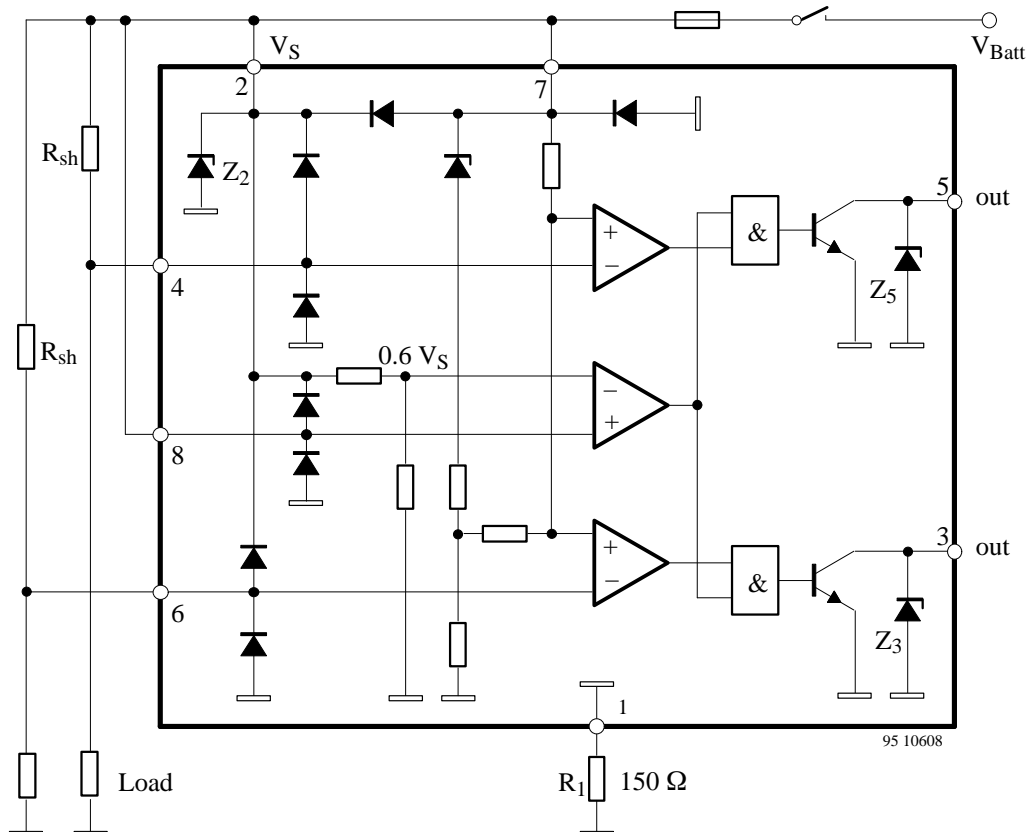 V_S
V_Batt
2
7
R_sh
Z_2
5 out
+
&
−
4
Z_5
R_sh
0.6 V_S
−
+
8
3 out
+
−
&
6
Z_3
1
95 10608
Load
R_1 150 Ω